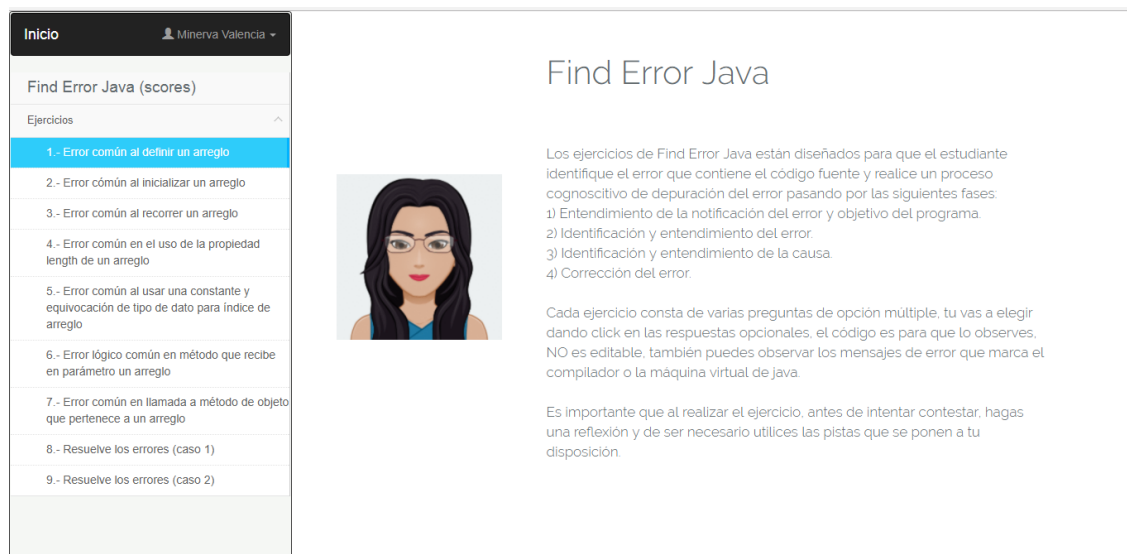 Inicio
Minerva Valencia
Find Error Java (scores)
Ejercicios
1.- Error común al definir un arreglo
2.- Error cómún al inicializar un arreglo
3.- Error común al recorrer un arreglo
4.- Error común en el uso de la propiedad
length de un arreglo
5.- Error común al usar una constante y
equivocación de tipo de dato para índice de
arreglo
6.- Error lógico común en método que recibe
en parámetro un arreglo
7.- Error común en llamada a método de objeto
que pertenece a un arreglo
8.- Resuelve los errores (caso 1)
9.- Resuelve los errores (caso 2)
Find Error Java
Los ejercicios de Find Error Java están diseñados para que el estudiante
identifique el error que contiene el código fuente y realice un proceso
cognoscitivo de depuración del error pasando por las siguientes fases:
1) Entendimiento de la notificación del error y objetivo del programa.
2) Identificación y entendimiento del error.
3) Identificación y entendimiento de la causa.
4) Corrección del error.
Cada ejercicio consta de varias preguntas de opción múltiple, tu vas a elegir
dando click en las respuestas opcionales, el código es para que lo observes,
NO es editable, también puedes observar los mensajes de error que marca el
compilador o la máquina virtual de java.
Es importante que al realizar el ejercicio, antes de intentar contestar, hagas
una reflexión y de ser necesario utilices las pistas que se ponen a tu
disposición.